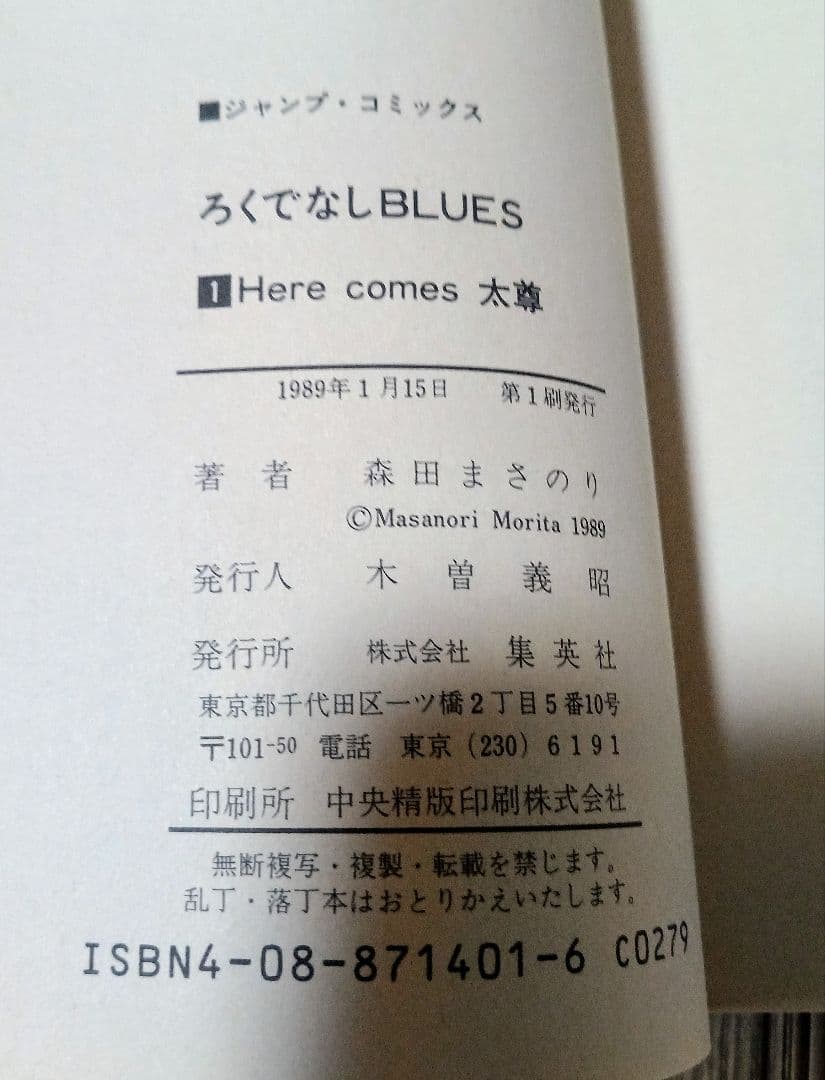 ■ジャンプ・コミックス
ろくでなしBLUES
1 Here comes 太尊
1989年1月15日 第1刷発行
著者 森田まさのり
©Masanori Morita 1989
発行人 木曽義昭
発行所 株式会社 集英社
東京都千代田区一ツ橋2丁目5番10号
〒101-50 電話 東京(230)6191
印刷所 中央精版印刷株式会社
無断複写・複製・転載を禁じます。
乱丁・落丁本はおとりかえいたします。
ISBN4-08-871401-6 C0279